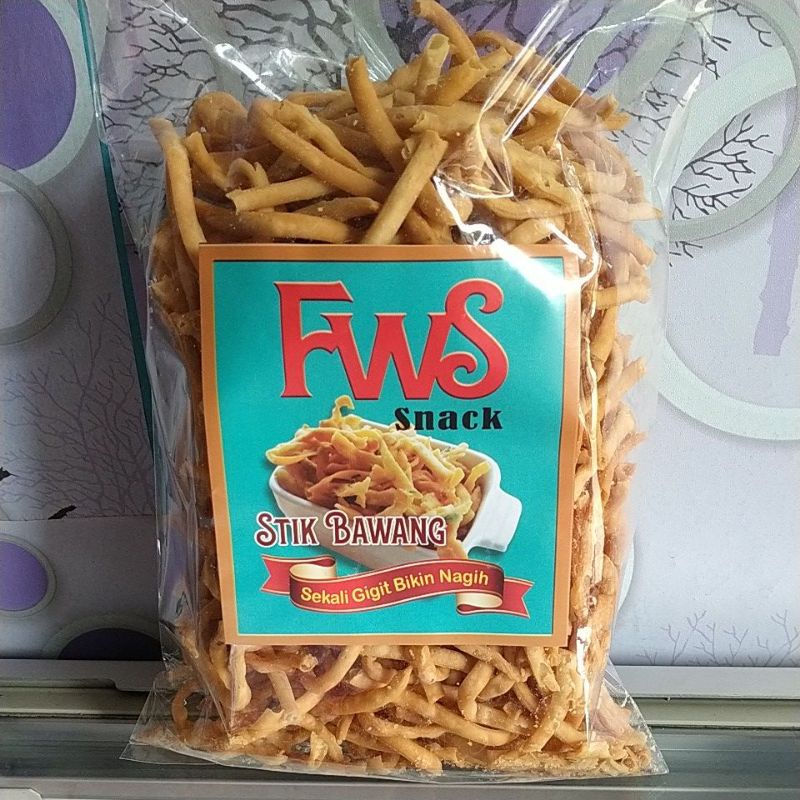 FWS
Snack
STIK BAWANG
Sekali Gigit Bikin Nagih